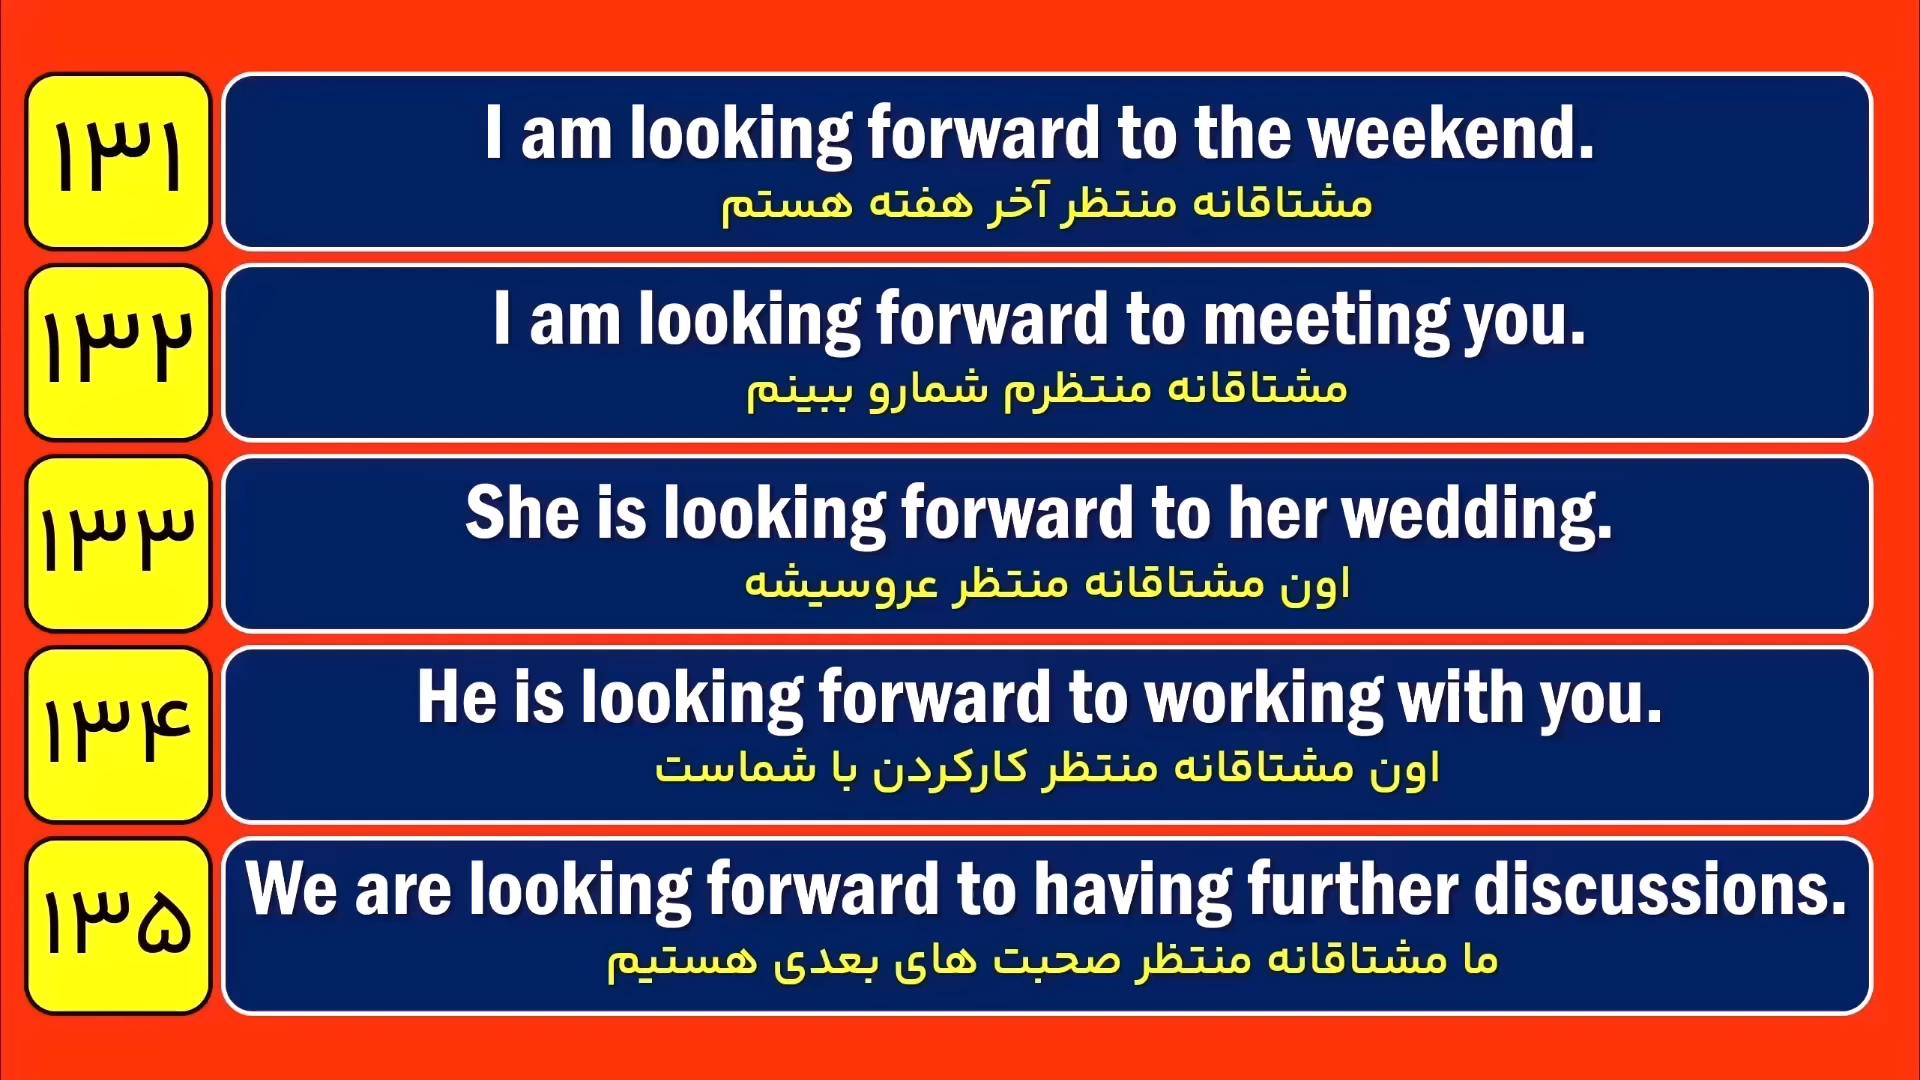 ۱۳۱
I am looking forward to the weekend.
مشتاقانه منتظر آخر هفته هستم
۱۳۲
I am looking forward to meeting you.
مشتاقانه منتظرم شمارو ببینم
۱۳۳
She is looking forward to her wedding.
اون مشتاقانه منتظر عروسیشه
۱۳۴
He is looking forward to working with you.
اون مشتاقانه منتظر کارکردن با شماست
۱۳۵
We are looking forward to having further discussions.
ما مشتاقانه منتظر صحبت های بعدی هستیم